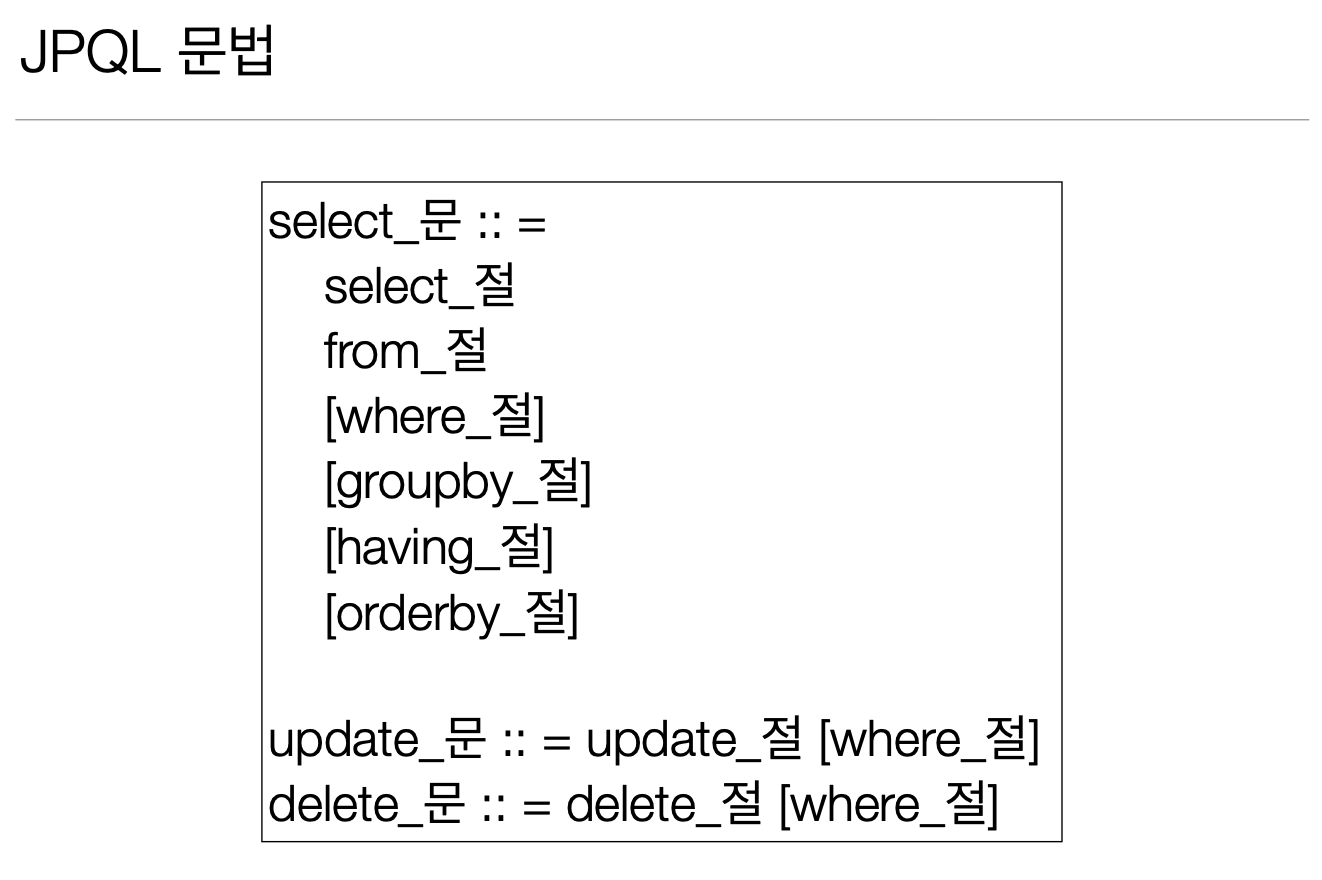 JPQL 문법
select_문 :: =
select_절
from_절
[where_절]
[groupby_절]
[having_절]
[orderby_절]
update_문 :: = update_절 [where_절]
delete_문 :: = delete_절 [where_절]